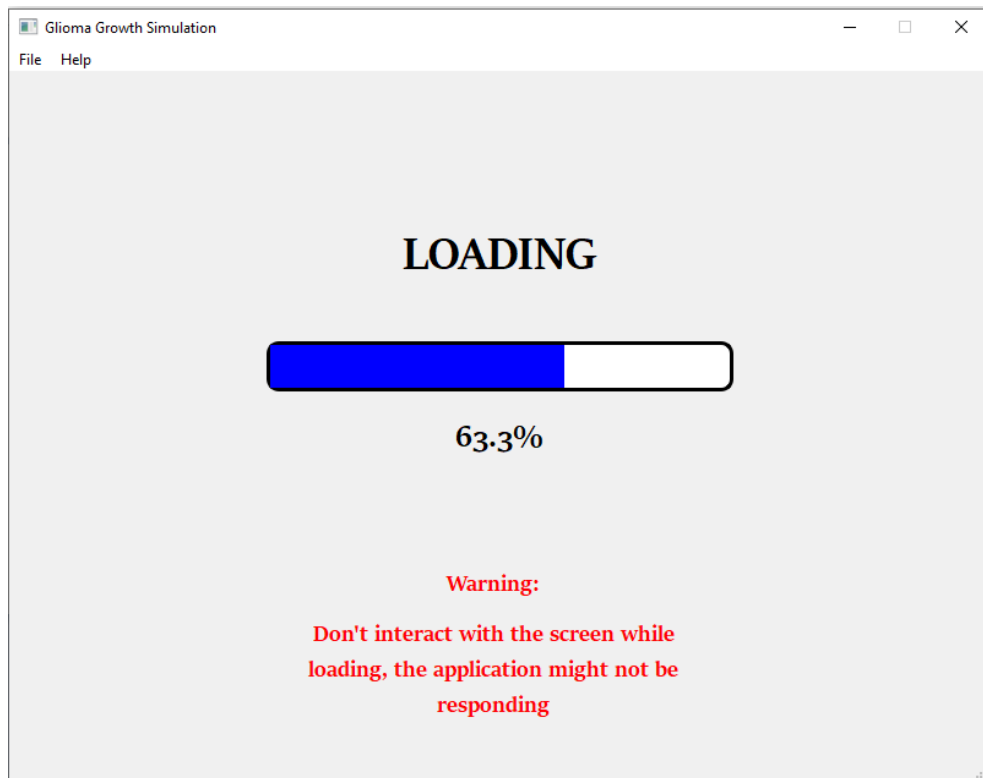 Glioma Growth Simulation
File Help
LOADING
63.3%
Warning:
Don't interact with the screen while
loading, the application might not be
responding